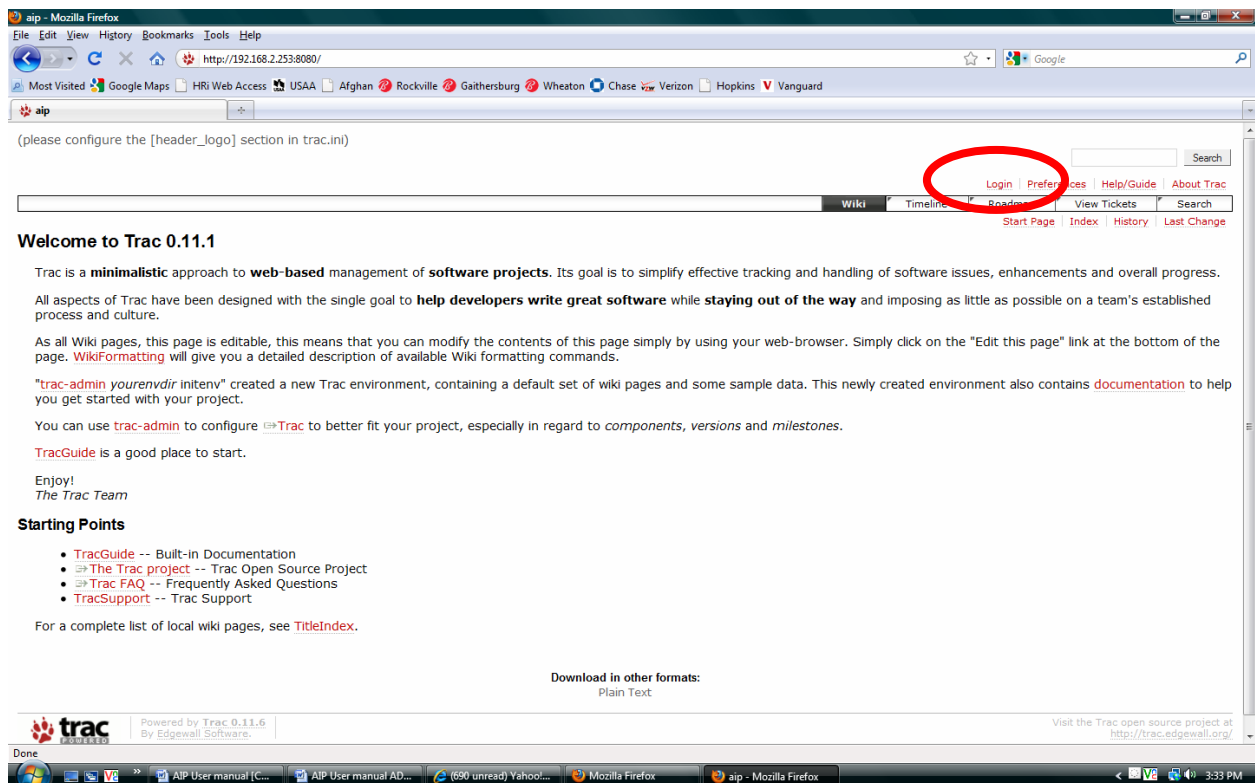 aip - Mozilla Firefox
File Edit View History Bookmarks Tools Help
http://192.168.2.253:8080/
Google
Most Visited Google Maps HRi Web Access USAA Afghan Rockville Gaithersburg Wheaton Chase Verizon Hopkins Vanguard
aip
(please configure the [header_logo] section in trac.ini)
Search
Login Preferences Help/Guide About Trac
Wiki Timeline Roadmap View Tickets Search
Start Page Index History Last Change
Welcome to Trac 0.11.1
Trac is a minimalistic approach to web-based management of software projects. Its goal is to simplify effective tracking and handling of software issues, enhancements and overall progress.
All aspects of Trac have been designed with the single goal to help developers write great software while staying out of the way and imposing as little as possible on a team's established
process and culture.
As all Wiki pages, this page is editable, this means that you can modify the contents of this page simply by using your web-browser. Simply click on the "Edit this page" link at the bottom of the
page. WikiFormatting will give you a detailed description of available Wiki formatting commands.
"trac-admin yourenvdir initenv" created a new Trac environment, containing a default set of wiki pages and some sample data. This newly created environment also contains documentation to help
you get started with your project.
You can use trac-admin to configure Trac to better fit your project, especially in regard to components, versions and milestones.
TracGuide is a good place to start.
Enjoy!
The Trac Team
Starting Points
TracGuide -- Built-in Documentation
The Trac project -- Trac Open Source Project
Trac FAQ -- Frequently Asked Questions
TracSupport -- Trac Support
For a complete list of local wiki pages, see TitleIndex.
Download in other formats:
Plain Text
trac POWERED
Powered by Trac 0.11.6
By Edgewall Software.
Visit the Trac open source project at
http://trac.edgewall.org/
Done
AIP User manual [C... AIP User manual AD... (690 unread) Yahoo!... Mozilla Firefox aip - Mozilla Firefox 3:33 PM